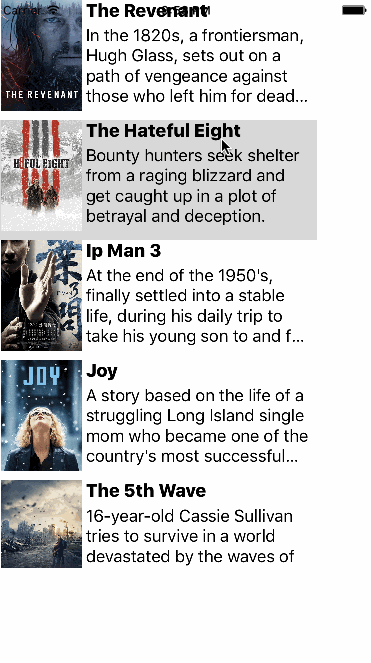 Carrier
The Revenant
In the 1820s, a frontiersman,
Hugh Glass, sets out on a
path of vengeance against
those who left him for dead...
THE REVENANT
The Hateful Eight
Bounty hunters seek shelter
from a raging blizzard and
get caught up in a plot of
betrayal and deception.
Ip Man 3
At the end of the 1950's,
finally settled into a stable
life, during his daily trip to
take his young son to and f...
JOY
Joy
A story based on the life of a
struggling Long Island single
mom who became one of the
country's most successful...
The 5th Wave
16-year-old Cassie Sullivan
tries to survive in a world
devastated by the waves of